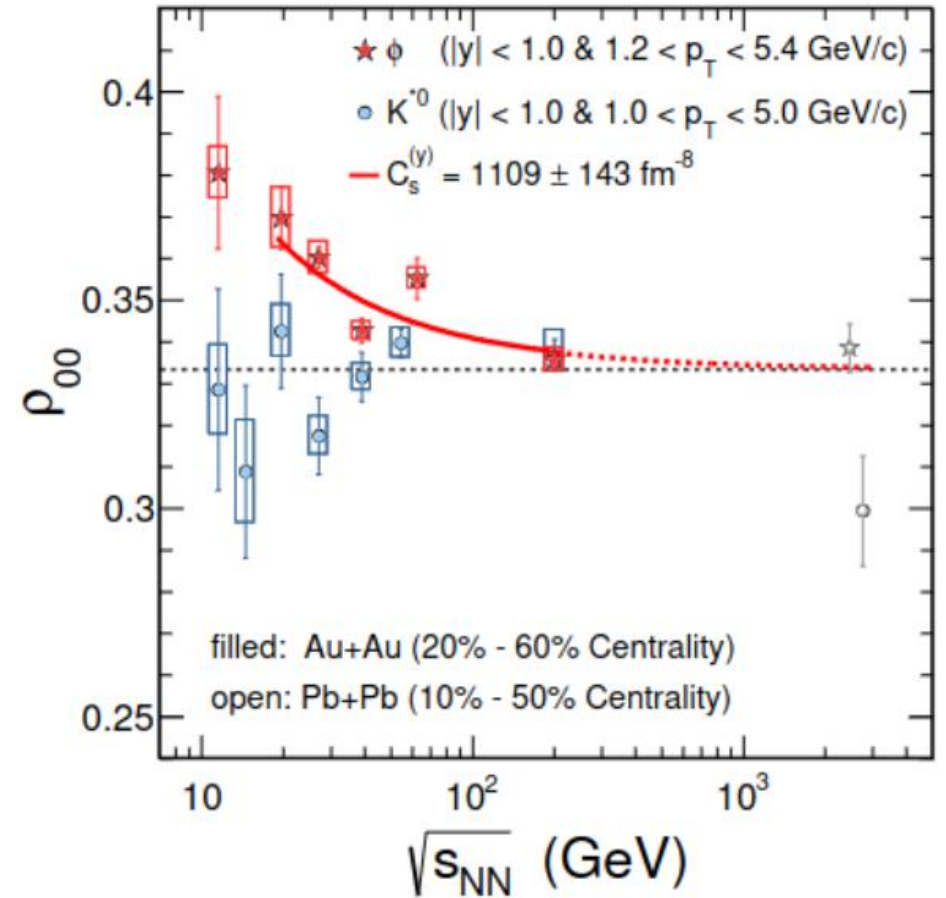 ϕ (|y| < 1.0 & 1.2 < p_T < 5.4 GeV/c)
K*0 (|y| < 1.0 & 1.0 < p_T < 5.0 GeV/c)
C_s^(y) = 1109 ± 143 fm^-8
0.4
0.35
0.3
0.25
ρ_00
filled: Au+Au (20% - 60% Centrality)
open: Pb+Pb (10% - 50% Centrality)
10 10^2 10^3
√s_NN (GeV)